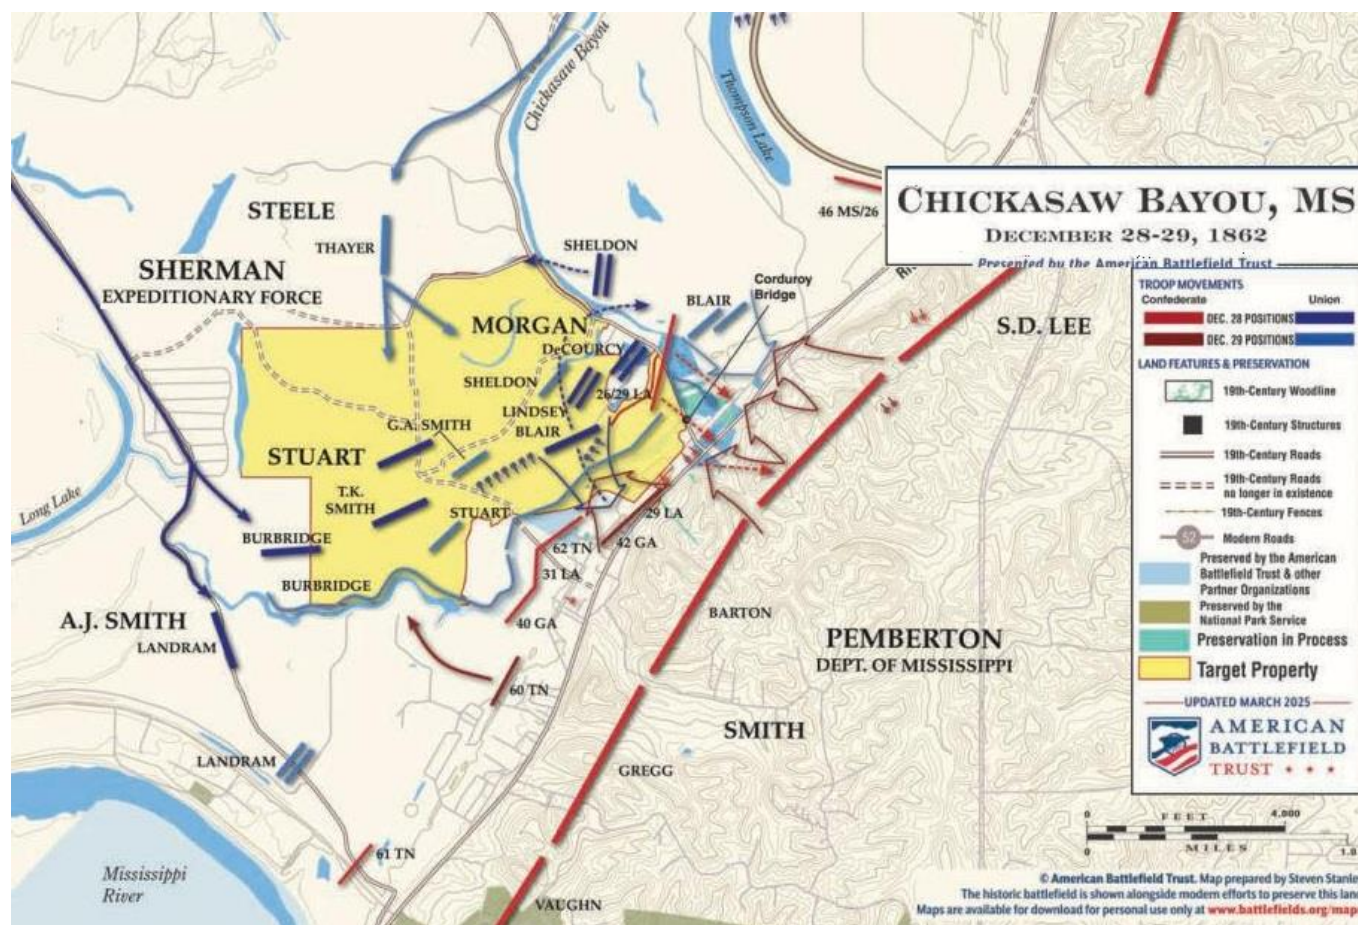 Chickasaw Bayou
Thompson Lake
46 MS/26
CHICKASAW BAYOU, MS
DECEMBER 28-29, 1862
Presented by the American Battlefield Trust
STEELE
THAYER
SHELDON
SHERMAN
EXPEDITIONARY FORCE
Corduroy
Bridge
BLAIR
MORGAN
DeCOURCY
SHELDON
26/29 LA
LINDSEY
G.A. SMITH
BLAIR
STUART
T.K.
SMITH
STUART
Long Lake
29 LA
BURBRIDGE
62 TN
42 GA
31 LA
BURBRIDGE
40 GA
A.J. SMITH
LANDRAM
60 TN
LANDRAM
61 TN
Mississippi
River
S.D. LEE
BARTON
PEMBERTON
DEPT. OF MISSISSIPPI
SMITH
GREGG
VAUGHN
TROOP MOVEMENTS
Confederate Union
DEC. 28 POSITIONS
DEC. 29 POSITIONS
LAND FEATURES & PRESERVATION
19th-Century Woodline
19th-Century Structures
19th-Century Roads
19th-Century Roads
no longer in existence
19th-Century Fences
52 Modern Roads
Preserved by the American
Battlefield Trust & other
Partner Organizations
Preserved by the
National Park Service
Preservation in Process
Target Property
UPDATED MARCH 2025
AMERICAN
BATTLEFIELD
TRUST
0 FEET 4,000
0 MILES 1.0
© American Battlefield Trust. Map prepared by Steven Stanle
The historic battlefield is shown alongside modern efforts to preserve this lan
Maps are available for download for personal use only at www.battlefields.org/map